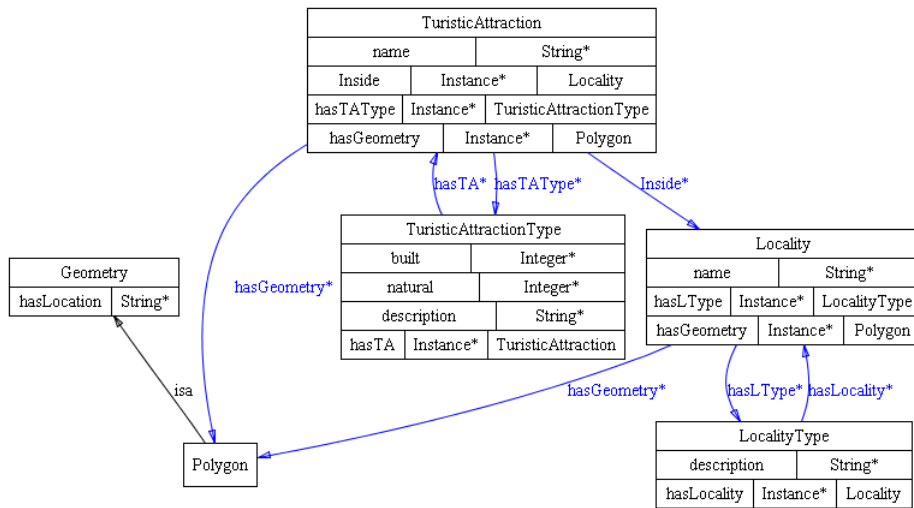 TuristicAttraction
name String*
Inside Instance* Locality
hasTAType Instance* TuristicAttractionType
hasGeometry Instance* Polygon
hasTA* hasTAType* Inside*
TuristicAttractionType
built Integer*
natural Integer*
description String*
hasTA Instance* TuristicAttraction
Locality
name String*
hasLType Instance* LocalityType
hasGeometry Instance* Polygon
Geometry
hasLocation String*
hasGeometry*
isa
hasGeometry*
hasLType* hasLocality*
Polygon
LocalityType
description String*
hasLocality Instance* Locality